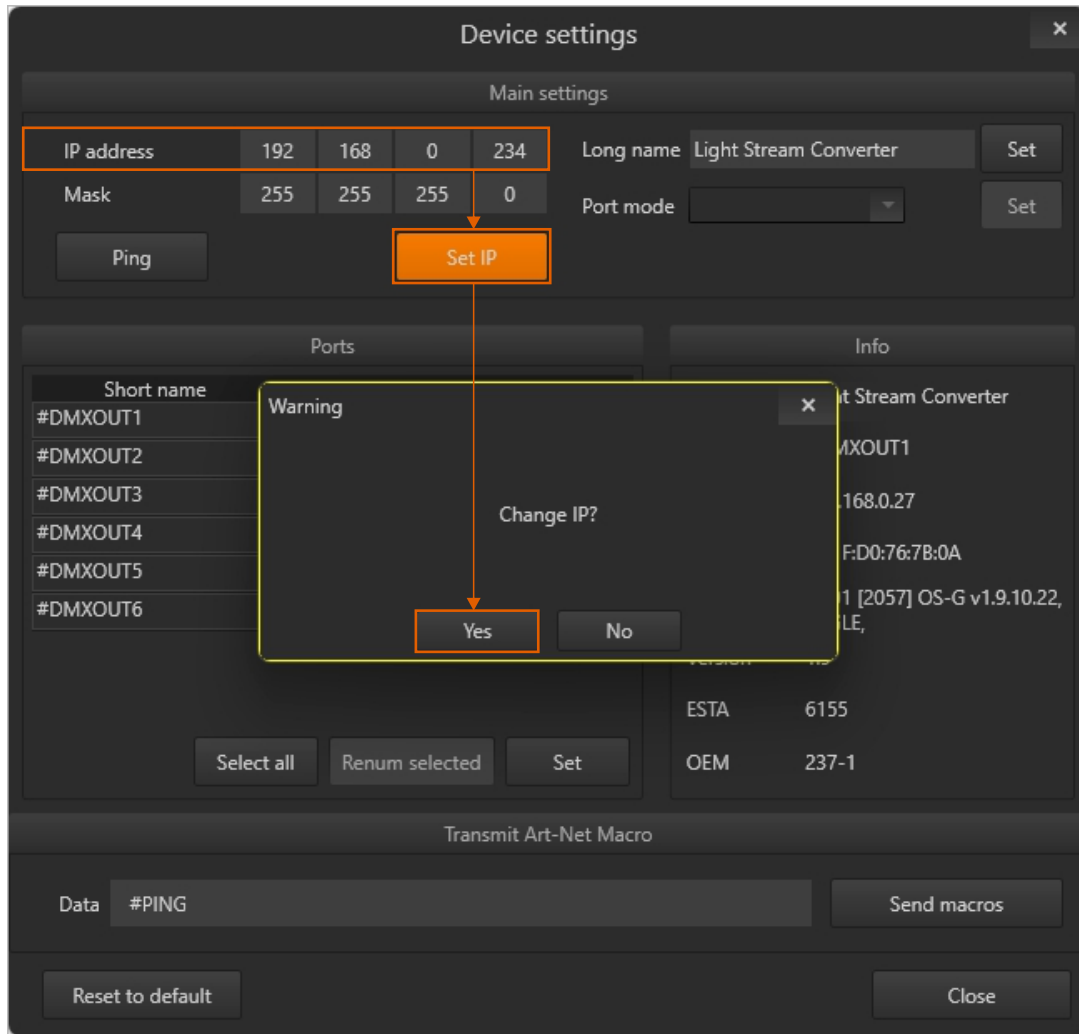 Device settings
Main settings
IP address 192 168 0 234
Long name Light Stream Converter Set
Mask 255 255 255 0
Port mode Set
Ping Set IP
Ports
Short name
#DMXOUT1
#DMXOUT2
#DMXOUT3
#DMXOUT4
#DMXOUT5
#DMXOUT6
Select all Renum selected Set
Warning
Change IP?
Yes No
Info
Stream Converter
.168.0.27
F:D0:76:7B:0A
[2057] OS-G v1.9.10.22,
ESTA 6155
OEM 237-1
Transmit Art-Net Macro
Data #PING Send macros
Reset to default Close